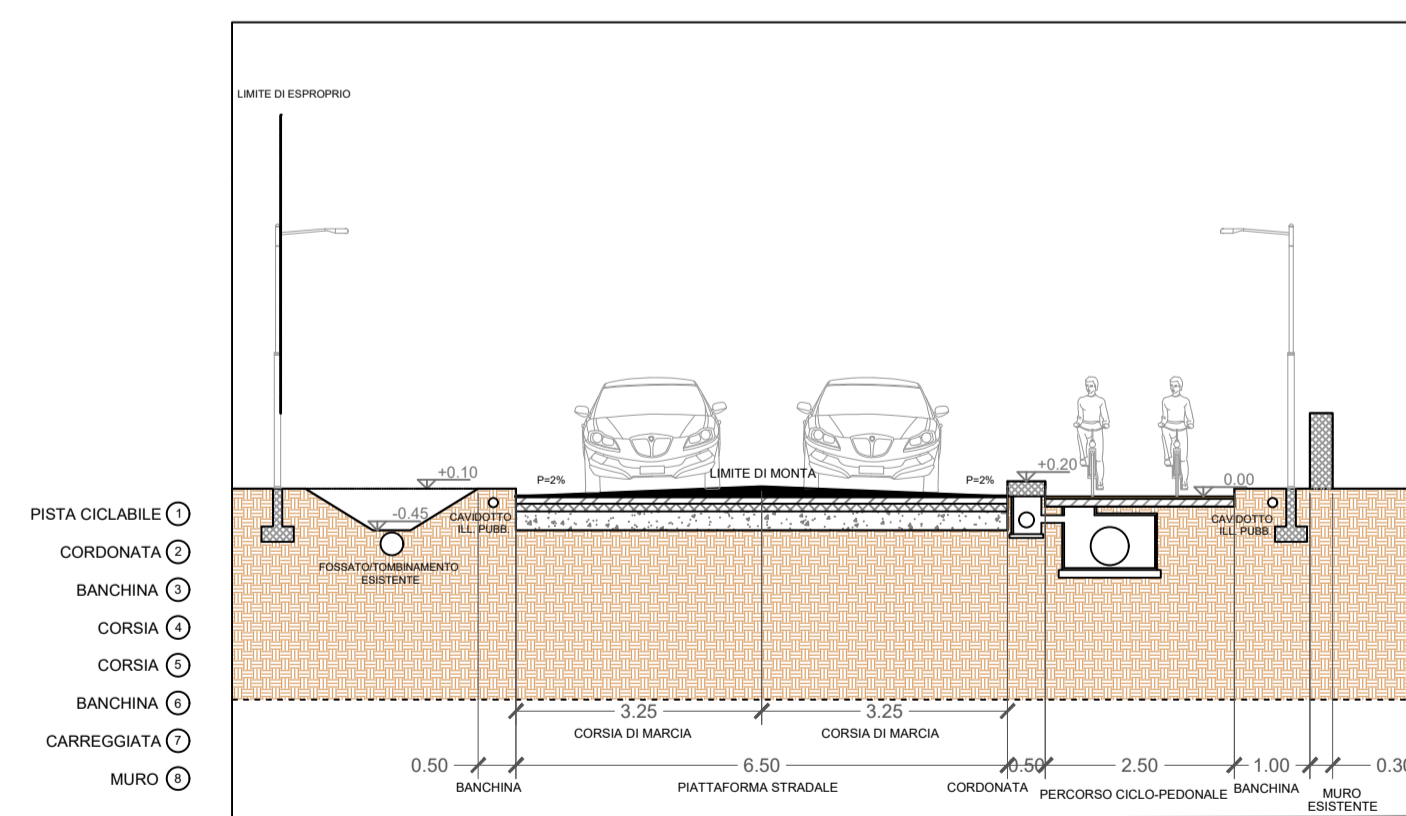 LIMITE DI ESPROPRIO
+0.10
P=2%
LIMITE DI MONTA
P=2%
+0.20
0.00
-0.45
CAVIDOTTO
ILL. PUBB.
CAVIDOTTO
ILL. PUBB.
FOSSATO/TOMBINAMENTO
ESISTENTE
PISTA CICLABILE 1
CORDONATA 2
BANCHINA 3
CORSIA 4
CORSIA 5
BANCHINA 6
CARREGGIATA 7
MURO 8
3.25
3.25
CORSIA DI MARCIA
CORSIA DI MARCIA
0.50
6.50
0.50
2.50
1.00
0.30
BANCHINA
PIATTAFORMA STRADALE
CORDONATA
PERCORSO CICLO-PEDONALE
BANCHINA
MURO
ESISTENTE